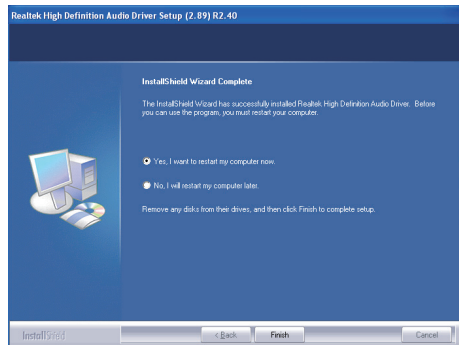 Realtek High Definition Audio Driver Setup (2.89) R2.40
InstallShield Wizard Complete
The InstallShield Wizard has successfully installed Realtek High Definition Audio Driver. Before
you can use the program, you must restart your computer.
Yes, I want to restart my computer now.
No, I will restart my computer later.
Remove any disks from their drives, and then click Finish to complete setup.
InstallShield
< Back
Finish
Cancel